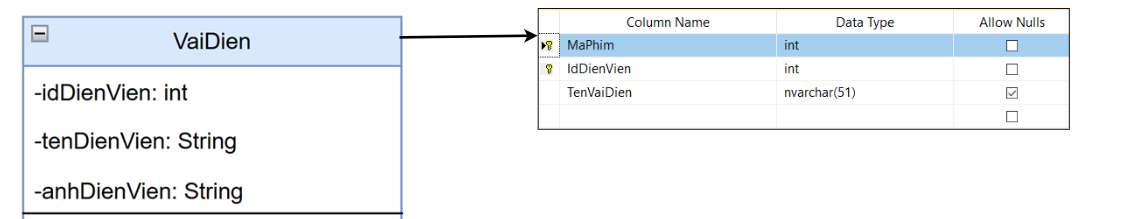 VaiDien
-idDienVien: int
-tenDienVien: String
-anhDienVien: String
Column Name Data Type Allow Nulls
MaPhim int
IdDienVien int
TenVaiDien nvarchar(51)